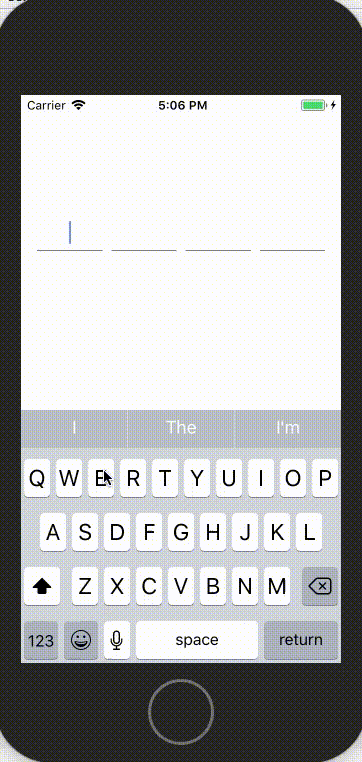 Carrier 5:06 PM
I The I'm
Q W E R T Y U I O P
A S D F G H J K L
Z X C V B N M
123 space return